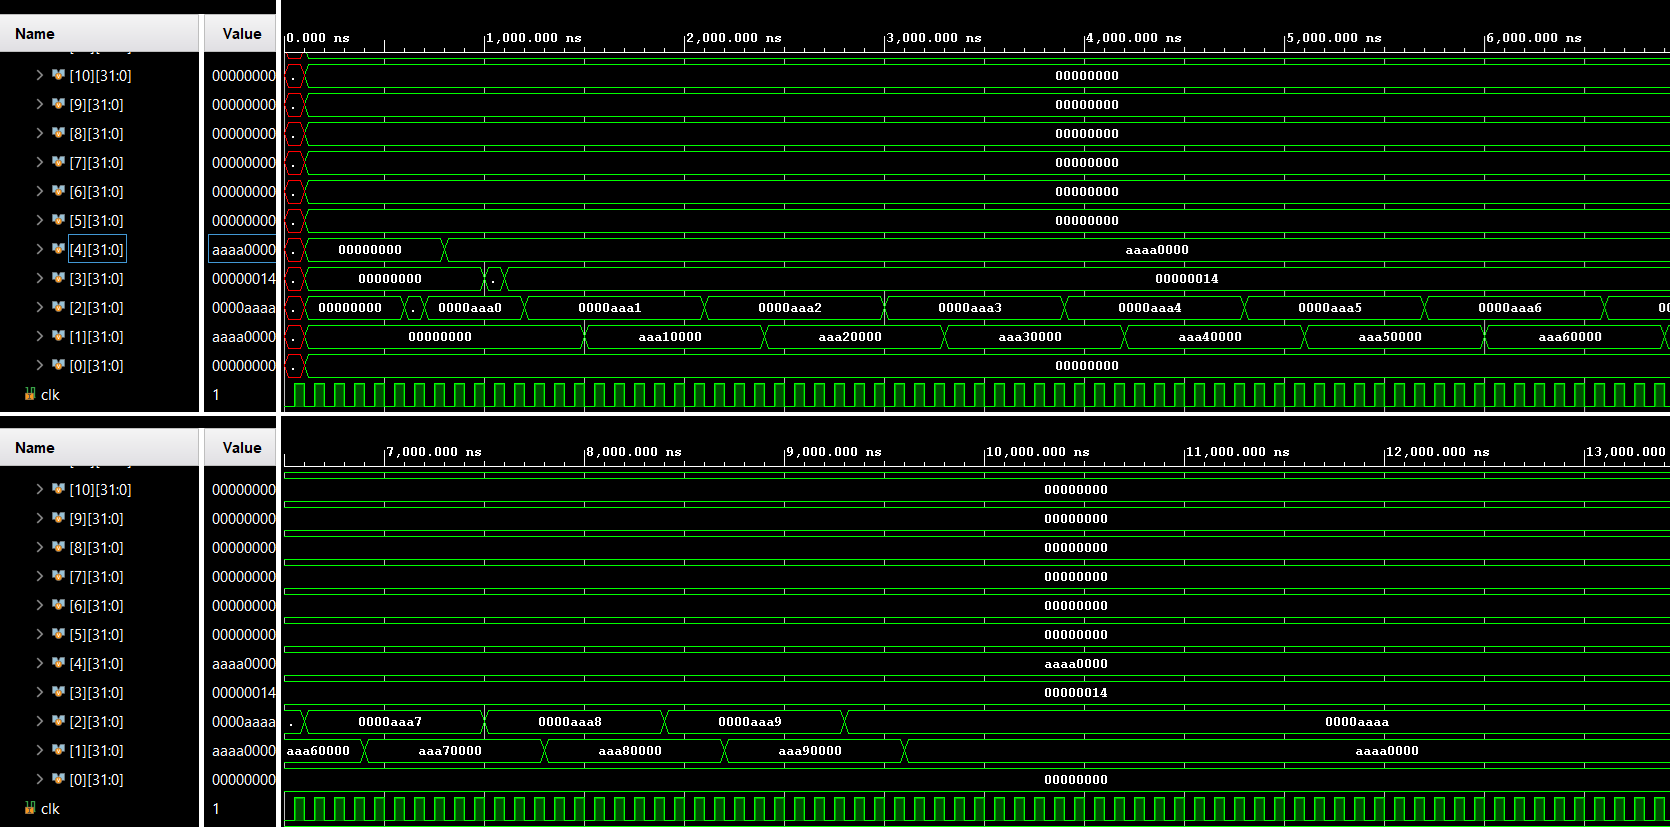 Name Value 0.000 ns 1,000.000 ns 2,000.000 ns 3,000.000 ns 4,000.000 ns 5,000.000 ns 6,000.000 ns
[10][31:0] 00000000 . 00000000
[9][31:0] 00000000 . 00000000
[8][31:0] 00000000 . 00000000
[7][31:0] 00000000 . 00000000
[6][31:0] 00000000 . 00000000
[5][31:0] 00000000 . 00000000
[4][31:0] aaaa0000 . 00000000 aaaa0000
[3][31:0] 00000014 . 00000000 . 00000014
[2][31:0] 0000aaaa . 00000000 . 0000aaa0 0000aaa1 0000aaa2 0000aaa3 0000aaa4 0000aaa5 0000aaa6 00
[1][31:0] aaaa0000 . 00000000 aaa10000 aaa20000 aaa30000 aaa40000 aaa50000 aaa60000
[0][31:0] 00000000 . 00000000
clk 1
Name Value 7,000.000 ns 8,000.000 ns 9,000.000 ns 10,000.000 ns 11,000.000 ns 12,000.000 ns 13,000.000
[10][31:0] 00000000 00000000
[9][31:0] 00000000 00000000
[8][31:0] 00000000 00000000
[7][31:0] 00000000 00000000
[6][31:0] 00000000 00000000
[5][31:0] 00000000 00000000
[4][31:0] aaaa0000 aaaa0000
[3][31:0] 00000014 00000014
[2][31:0] 0000aaaa . 0000aaa7 0000aaa8 0000aaa9 0000aaaa
[1][31:0] aaaa0000 aaa60000 aaa70000 aaa80000 aaa90000 aaaa0000
[0][31:0] 00000000 00000000
clk 1